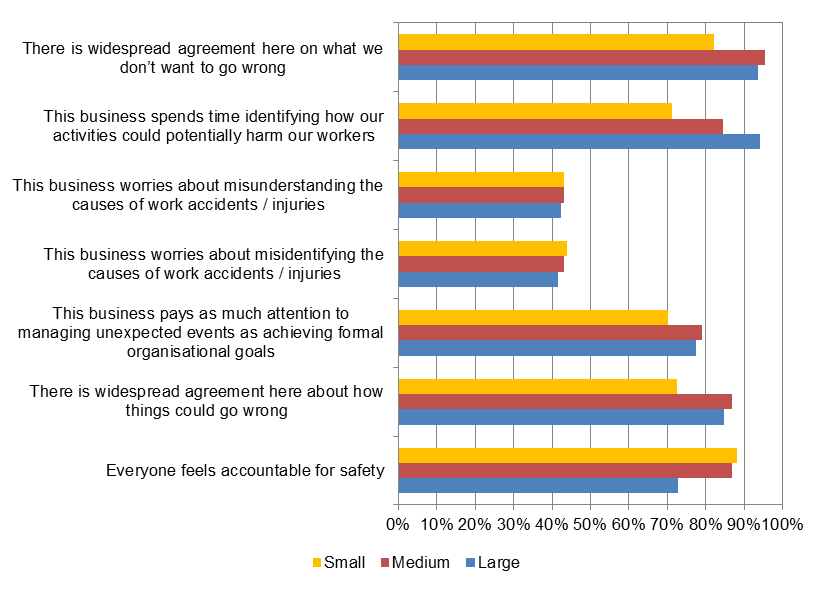 There is widespread agreement here on what we
don’t want to go wrong
This business spends time identifying how our
activities could potentially harm our workers
This business worries about misunderstanding the
causes of work accidents / injuries
This business worries about misidentifying the
causes of work accidents / injuries
This business pays as much attention to
managing unexpected events as achieving formal
organisational goals
There is widespread agreement here about how
things could go wrong
Everyone feels accountable for safety
0% 10% 20% 30% 40% 50% 60% 70% 80% 90% 100%
Small Medium Large